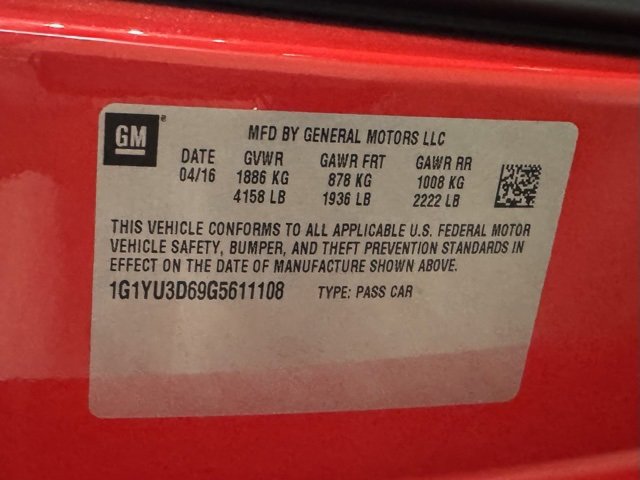 GM
MFD BY GENERAL MOTORS LLC
DATE GVWR GAWR FRT GAWR RR
04/16 1886 KG 878 KG 1008 KG
4158 LB 1936 LB 2222 LB
THIS VEHICLE CONFORMS TO ALL APPLICABLE U.S. FEDERAL MOTOR
VEHICLE SAFETY, BUMPER, AND THEFT PREVENTION STANDARDS IN
EFFECT ON THE DATE OF MANUFACTURE SHOWN ABOVE.
1G1YU3D69G5611108 TYPE: PASS CAR